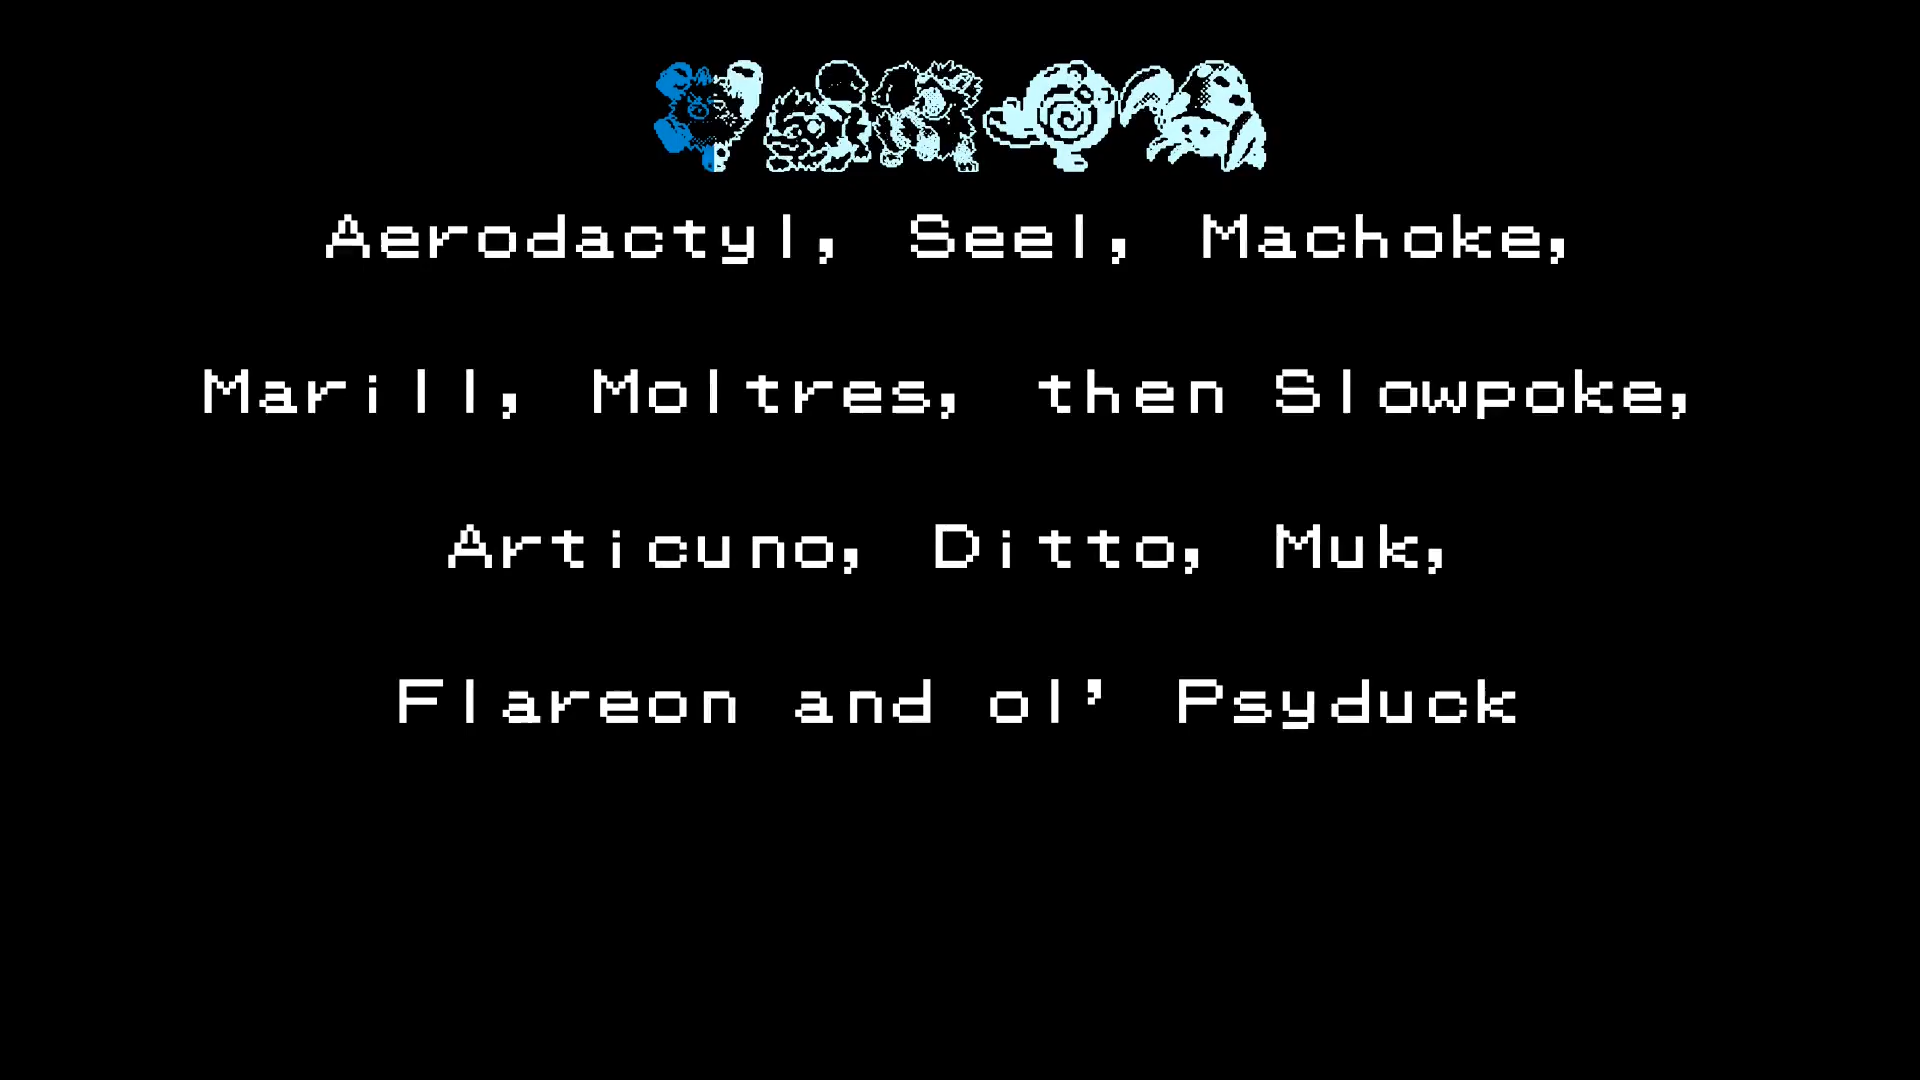 Aerodactyl, Seel, Machoke,
Marill, Moltres, then Slowpoke,
Articuno, Ditto, Muk,
Flareon and ol' Psyduck